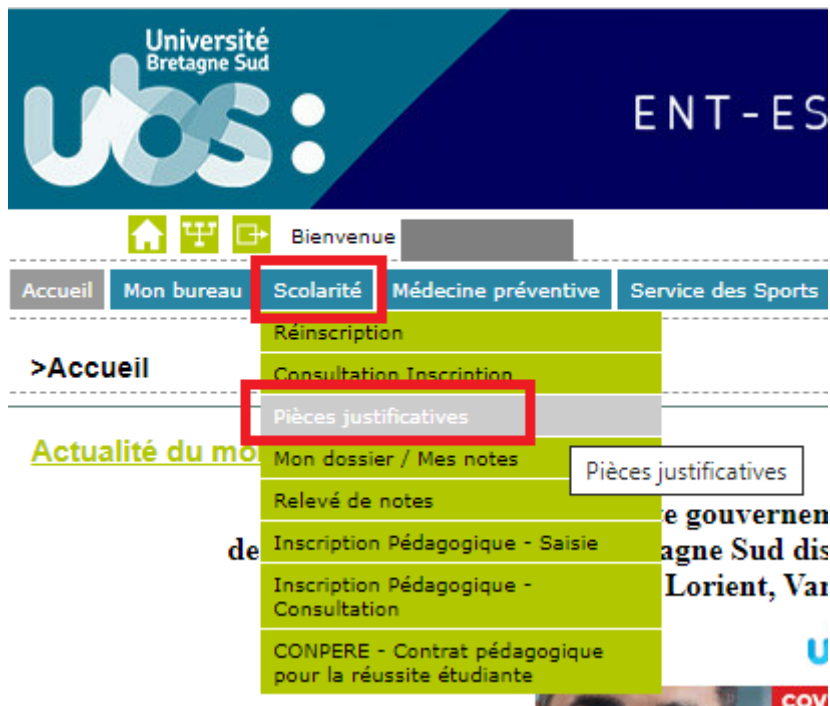 Université
Bretagne Sud
ubs:
ENT-ES
Bienvenue
Accueil Mon bureau Scolarité Médecine préventive Service des Sports
Réinscription
>Accueil
Consultation Inscription
Pièces justificatives
Actualité du mo
Mon dossier / Mes notes
Pièces justificatives
Relevé de notes
e gouvernem
de
Inscription Pédagogique - Saisie
agne Sud dis
Inscription Pédagogique -
Consultation
Lorient, Van
CONPERE - Contrat pédagogique
pour la réussite étudiante
COV